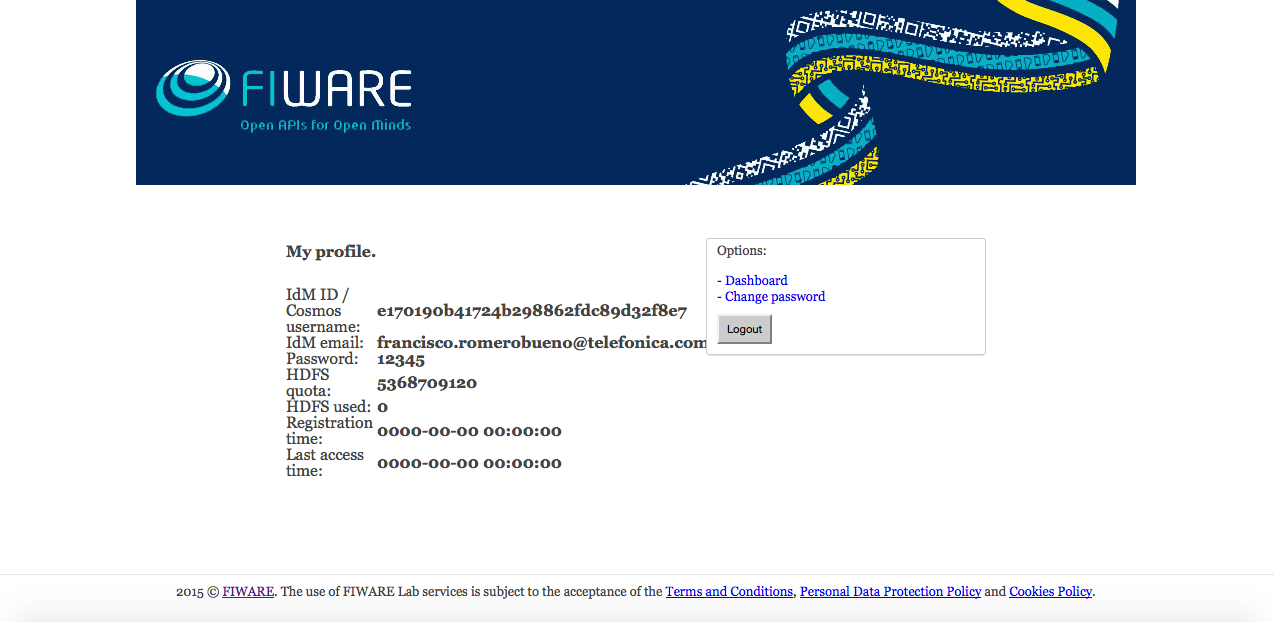 FIWARE
Open APIs for Open Minds
My profile.
IdM ID /
Cosmos
username:
e170190b41724b298862fdc89d32f8e7
IdM email: francisco.romerobueno@telefonica.com
Password: 12345
HDFS
quota:
5368709120
HDFS used: 0
Registration
time:
0000-00-00 00:00:00
Last access
time:
0000-00-00 00:00:00
Options:
- Dashboard
- Change password
Logout
2015 © FIWARE. The use of FIWARE Lab services is subject to the acceptance of the Terms and Conditions, Personal Data Protection Policy and Cookies Policy.